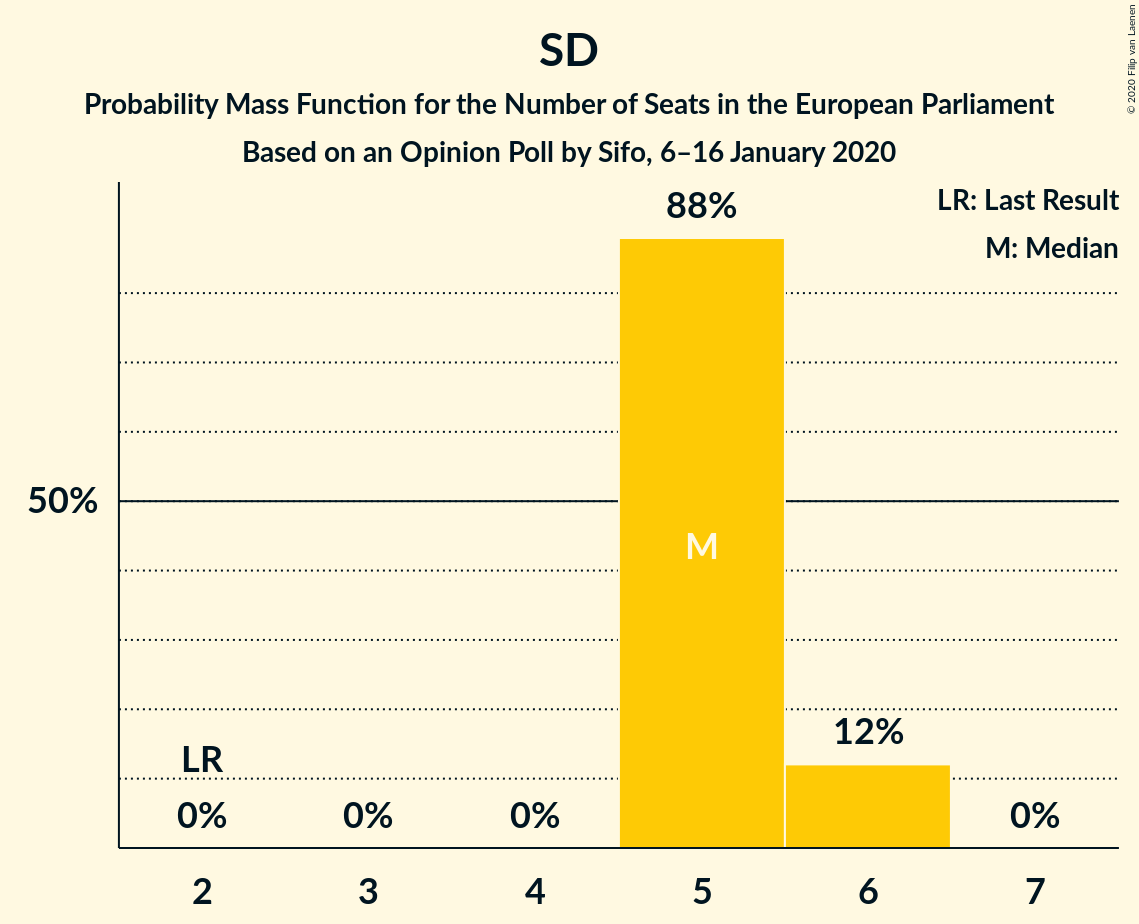 SD
Probability Mass Function for the Number of Seats in the European Parliament
Based on an Opinion Poll by Sifo, 6–16 January 2020
© 2020 Filip van Laenen
LR: Last Result
M: Median
88%
50%
M
12%
LR
0% 0% 0% 0%
2 3 4 5 6 7